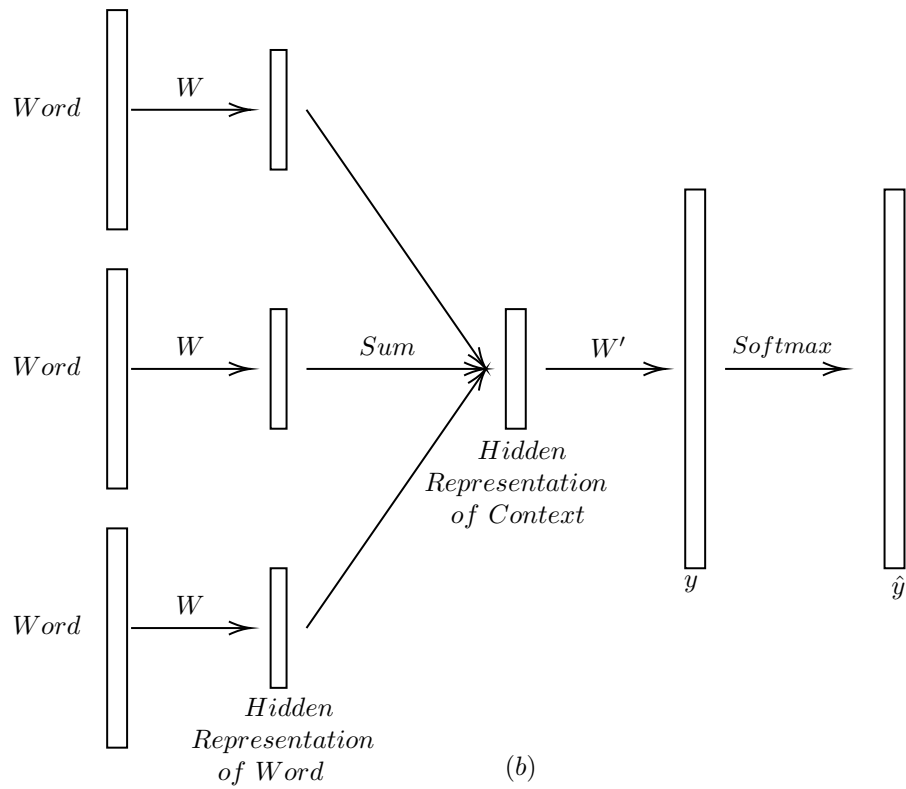 W
Word
W
Sum
W′
Softmax
Word
Hidden
Representation
of Context
y
ŷ
W
Word
Hidden
Representation
of Word
(b)